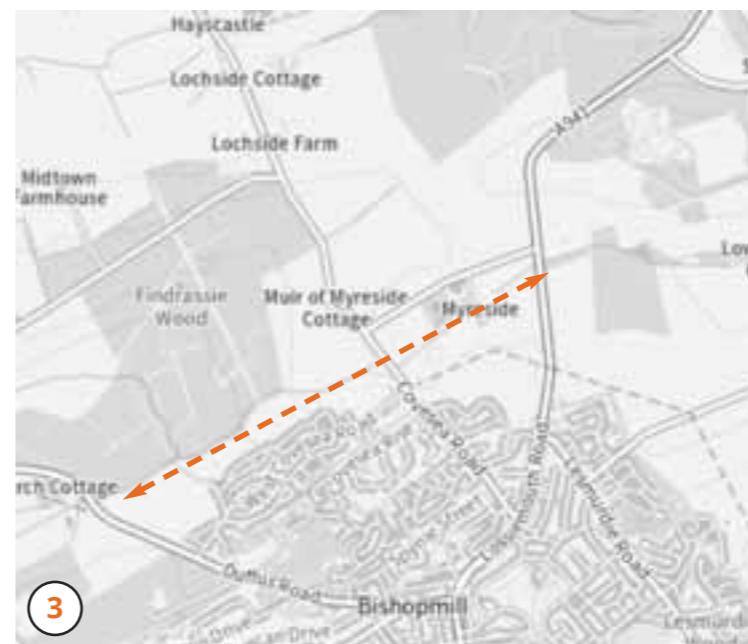 Hayscastle
Lochside Cottage
A941
Lochside Farm
Midtown
Farmhouse
Findrassie
Wood
Muir of Myreside
Cottage
Myreside
Covesea Road
Lossiemouth Road
Lesmurdie Road
Duffus Road
Bishopmill
3